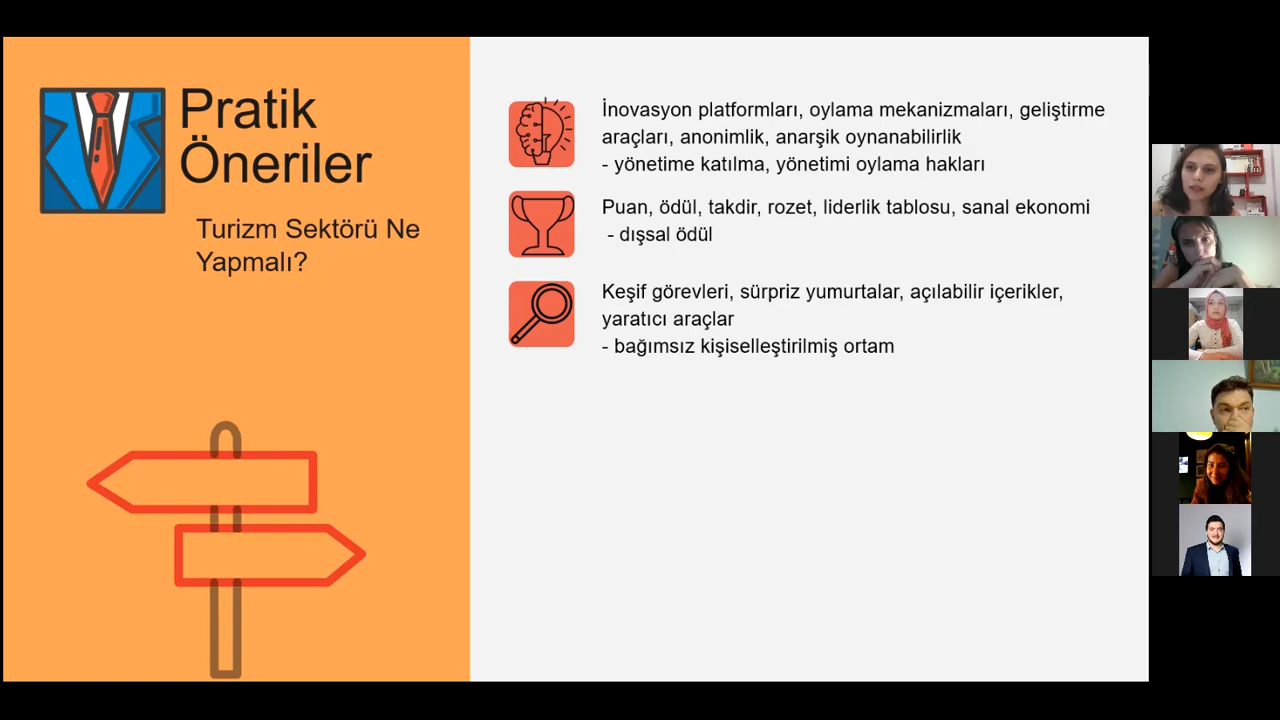 Pratik
Öneriler
Turizm Sektörü Ne
Yapmalı?
İnovasyon platformları, oylama mekanizmaları, geliştirme
araçları, anonimlik, anarşik oynanabilirlik
- yönetime katılma, yönetimi oylama hakları
Puan, ödül, takdir, rozet, liderlik tablosu, sanal ekonomi
- dışsal ödül
Keşif görevleri, sürpriz yumurtalar, açılabilir içerikler,
yaratıcı araçlar
- bağımsız kişiselleştirilmiş ortam